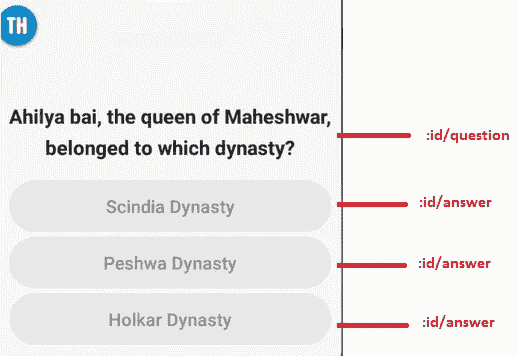 TH
Ahilya bai, the queen of Maheshwar,
:id/question
belonged to which dynasty?
Scindia Dynasty
:id/answer
Peshwa Dynasty
:id/answer
Holkar Dynasty
:id/answer